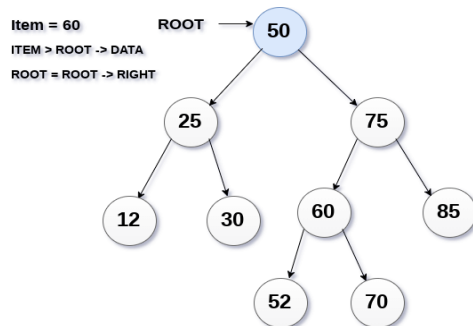 Item = 60
ROOT
50
ITEM > ROOT -> DATA
ROOT = ROOT -> RIGHT
25
75
12
30
60
85
52
70